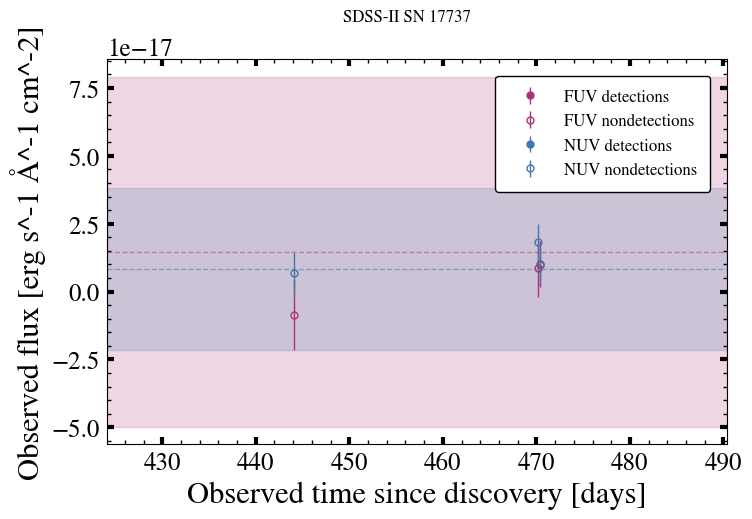 SDSS-II SN 17737
1e−17
FUV detections
FUV nondetections
NUV detections
NUV nondetections
7.5
5.0
2.5
0.0
−2.5
−5.0
Observed flux [erg s^-1 Å^-1 cm^-2]
430 440 450 460 470 480 490
Observed time since discovery [days]